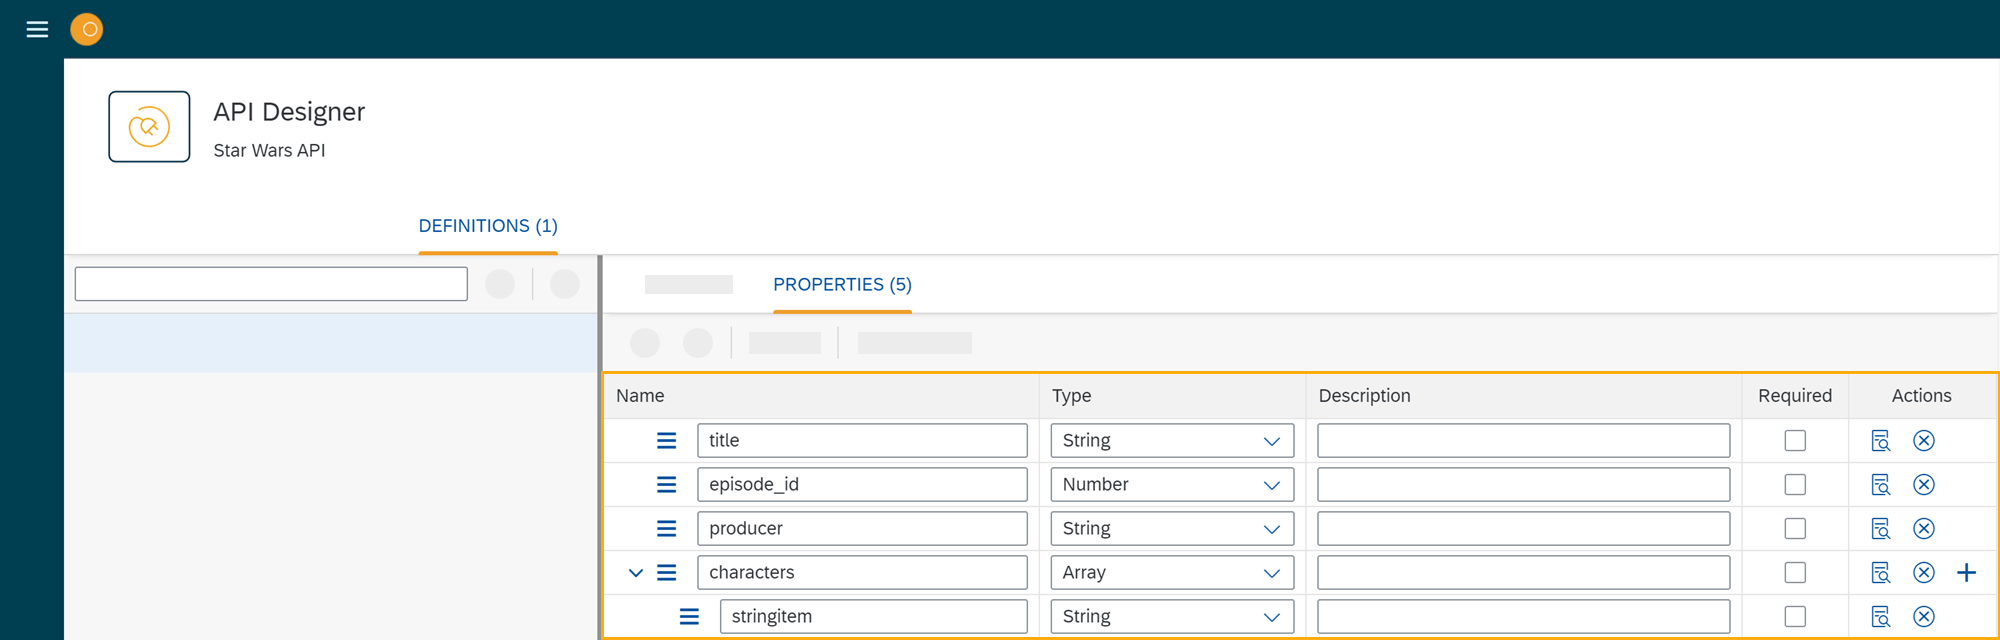 API Designer
Star Wars API
DEFINITIONS (1)
PROPERTIES (5)
Name Type Description Required Actions
title String
episode_id Number
producer String
characters Array
stringitem String